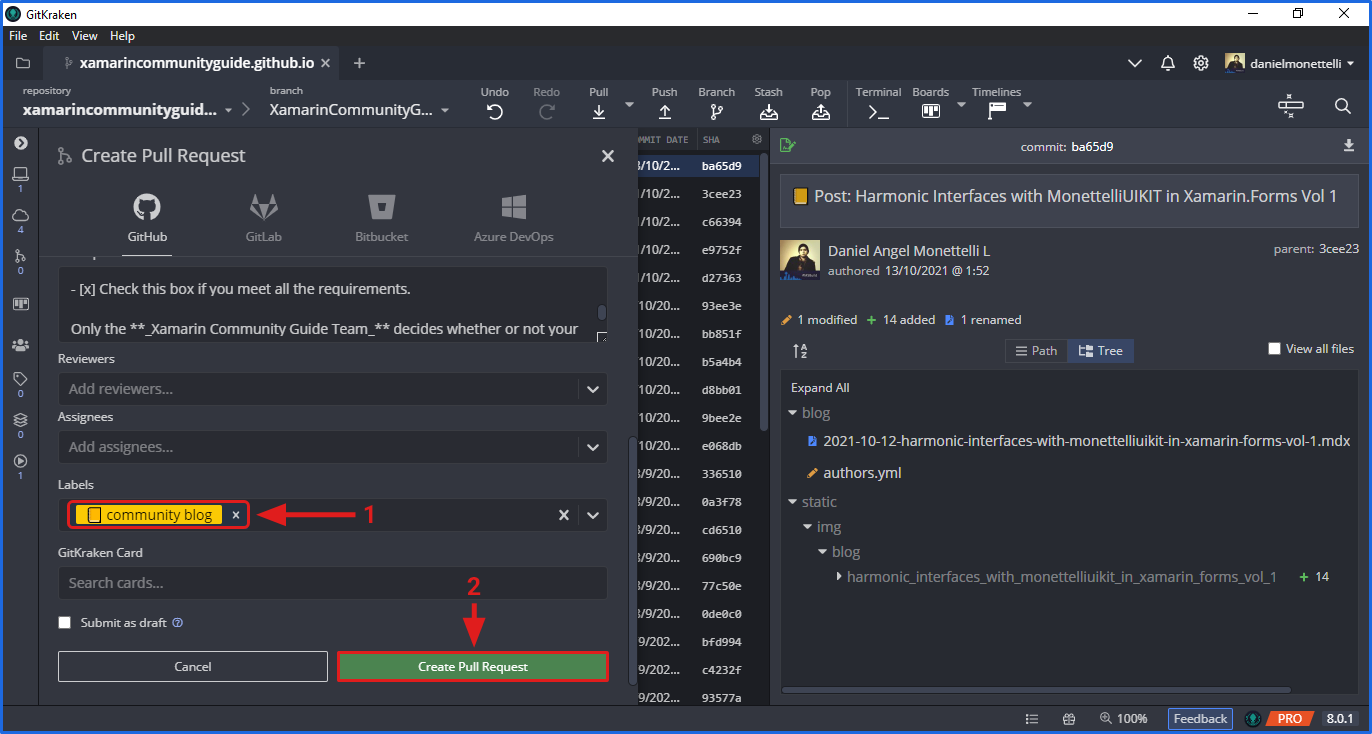 GitKraken
File Edit View Help
xamarincommunityguide.github.io
danielmonettelli
repository
xamarincommunityguid...
branch
XamarinCommunityG...
Undo
Redo
Pull
Push
Branch
Stash
Pop
Terminal
Boards
Timelines
1
4
0
0
0
1
Create Pull Request
GitHub
GitLab
Bitbucket
Azure DevOps
- [x] Check this box if you meet all the requirements.
Only the **_Xamarin Community Guide Team_** decides whether or not your
Reviewers
Add reviewers...
Assignees
Add assignees...
Labels
community blog
1
GitKraken Card
Search cards...
2
Submit as draft
Cancel
Create Pull Request
MMIT DATE SHA
3/10/2... ba65d9
1/10/2... 3cee23
1/10/2... c66394
1/10/2... e9752f
1/10/2... d27363
10/20... 93ee3e
10/20... bb851f
10/20... b5a4b4
10/20... d8bb01
10/20... 9bee2e
10/20... e068db
3/9/20... 336510
3/9/20... 0a3f78
3/9/20... cd6510
3/9/20... 690bc9
3/9/20... 77c50e
3/9/20... 0de0c0
9/202... bfd994
9/202... c4232f
9/202... 93577a
commit: ba65d9
Post: Harmonic Interfaces with MonettelliUIKIT in Xamarin.Forms Vol 1
Daniel Angel Monettelli L
authored 13/10/2021 @ 1:52
parent: 3cee23
1 modified + 14 added 1 renamed
Path
Tree
View all files
Expand All
blog
2021-10-12-harmonic-interfaces-with-monettelliuikit-in-xamarin-forms-vol-1.mdx
authors.yml
static
img
blog
harmonic_interfaces_with_monettelliuikit_in_xamarin_forms_vol_1 + 14
100%
Feedback
PRO
8.0.1